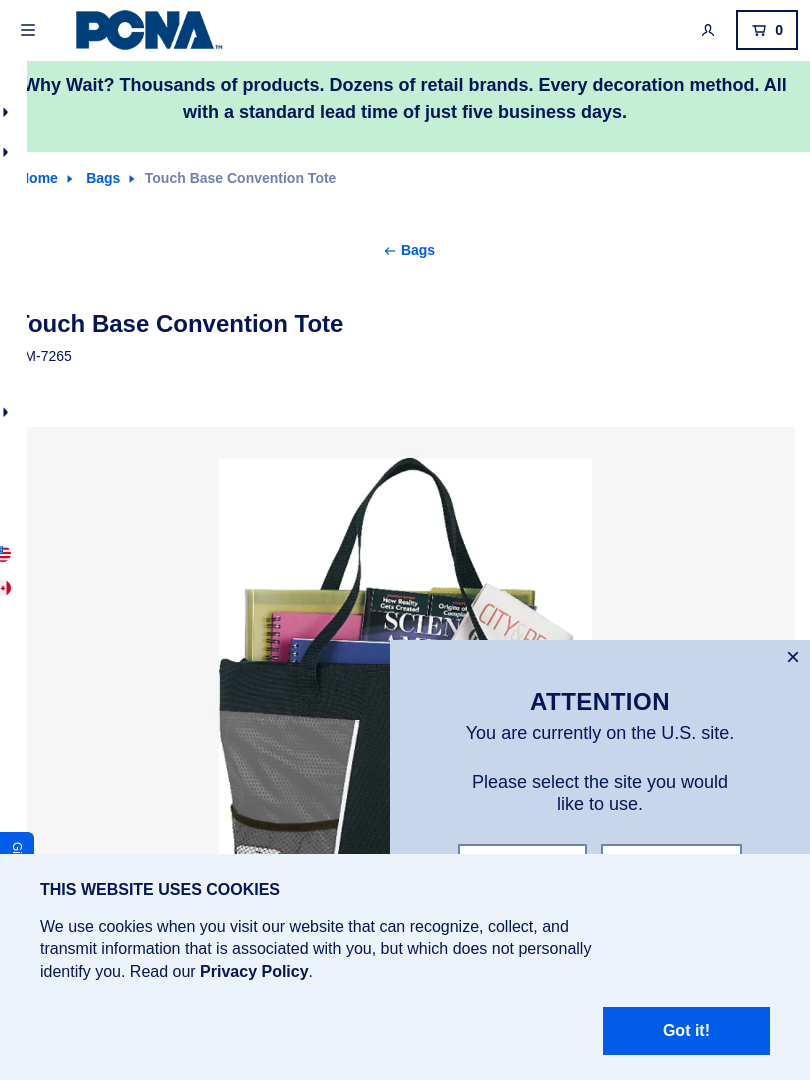 PCNA™
0
Why Wait? Thousands of products. Dozens of retail brands. Every decoration method. All
with a standard lead time of just five business days.
Home Bags Touch Base Convention Tote
← Bags
Touch Base Convention Tote
M-7265
How Reality
Gets Created
Origins of
CITY
×
ATTENTION
You are currently on the U.S. site.
Please select the site you would
like to use.
THIS WEBSITE USES COOKIES
We use cookies when you visit our website that can recognize, collect, and
transmit information that is associated with you, but which does not personally
identify you. Read our Privacy Policy.
Got it!